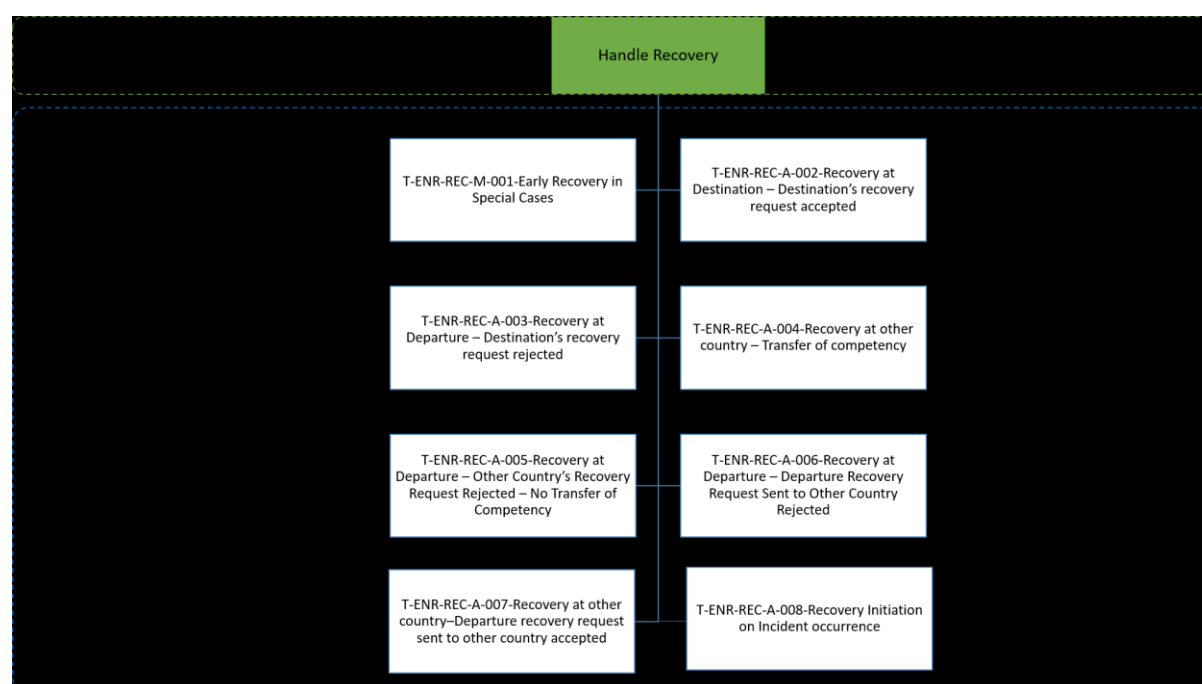 Handle Recovery
T-ENR-REC-M-001-Early Recovery in
Special Cases
T-ENR-REC-A-002-Recovery at
Destination – Destination’s recovery
request accepted
T-ENR-REC-A-003-Recovery at
Departure – Destination’s recovery
request rejected
T-ENR-REC-A-004-Recovery at other
country – Transfer of competency
T-ENR-REC-A-005-Recovery at
Departure – Other Country’s Recovery
Request Rejected – No Transfer of
Competency
T-ENR-REC-A-006-Recovery at
Departure – Departure Recovery
Request Sent to Other Country
Rejected
T-ENR-REC-A-007-Recovery at other
country–Departure recovery request
sent to other country accepted
T-ENR-REC-A-008-Recovery Initiation
on Incident occurrence